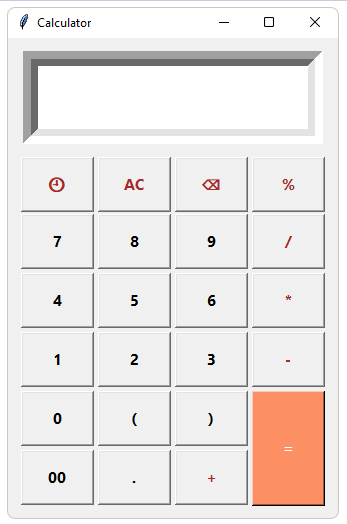 Calculator
🕘 AC ⌫ %
7 8 9 /
4 5 6 *
1 2 3 -
0 ( ) =
00 . +